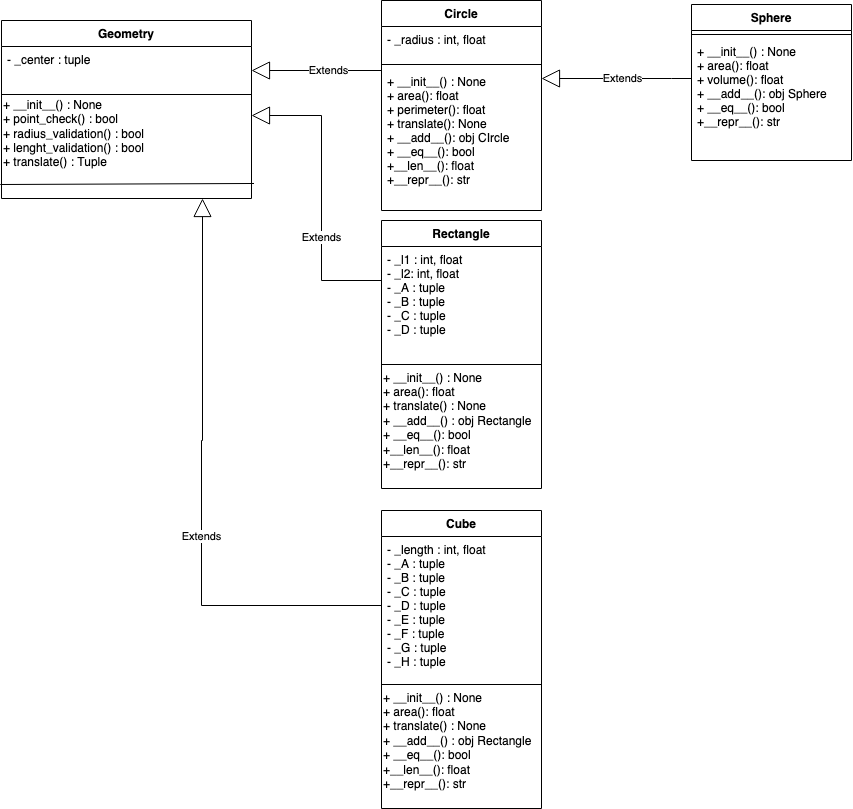 Geometry
- _center : tuple
+ __init__() : None
+ point_check() : bool
+ radius_validation() : bool
+ lenght_validation() : bool
+ translate() : Tuple
Extends
Circle
- _radius : int, float
+ __init__() : None
+ area(): float
+ perimeter(): float
+ translate(): None
+ __add__(): obj CIrcle
+ __eq__(): bool
+__len__(): float
+__repr__(): str
Extends
Sphere
+ __init__() : None
+ area(): float
+ volume(): float
+ __add__(): obj Sphere
+ __eq__(): bool
+__repr__(): str
Extends
Rectangle
- _l1 : int, float
- _l2: int, float
- _A : tuple
- _B : tuple
- _C : tuple
- _D : tuple
+ __init__() : None
+ area(): float
+ translate() : None
+ __add__() : obj Rectangle
+ __eq__(): bool
+__len__(): float
+__repr__(): str
Extends
Cube
- _length : int, float
- _A : tuple
- _B : tuple
- _C : tuple
- _D : tuple
- _E : tuple
- _F : tuple
- _G : tuple
- _H : tuple
+ __init__() : None
+ area(): float
+ translate() : None
+ __add__() : obj Rectangle
+ __eq__(): bool
+__len__(): float
+__repr__(): str